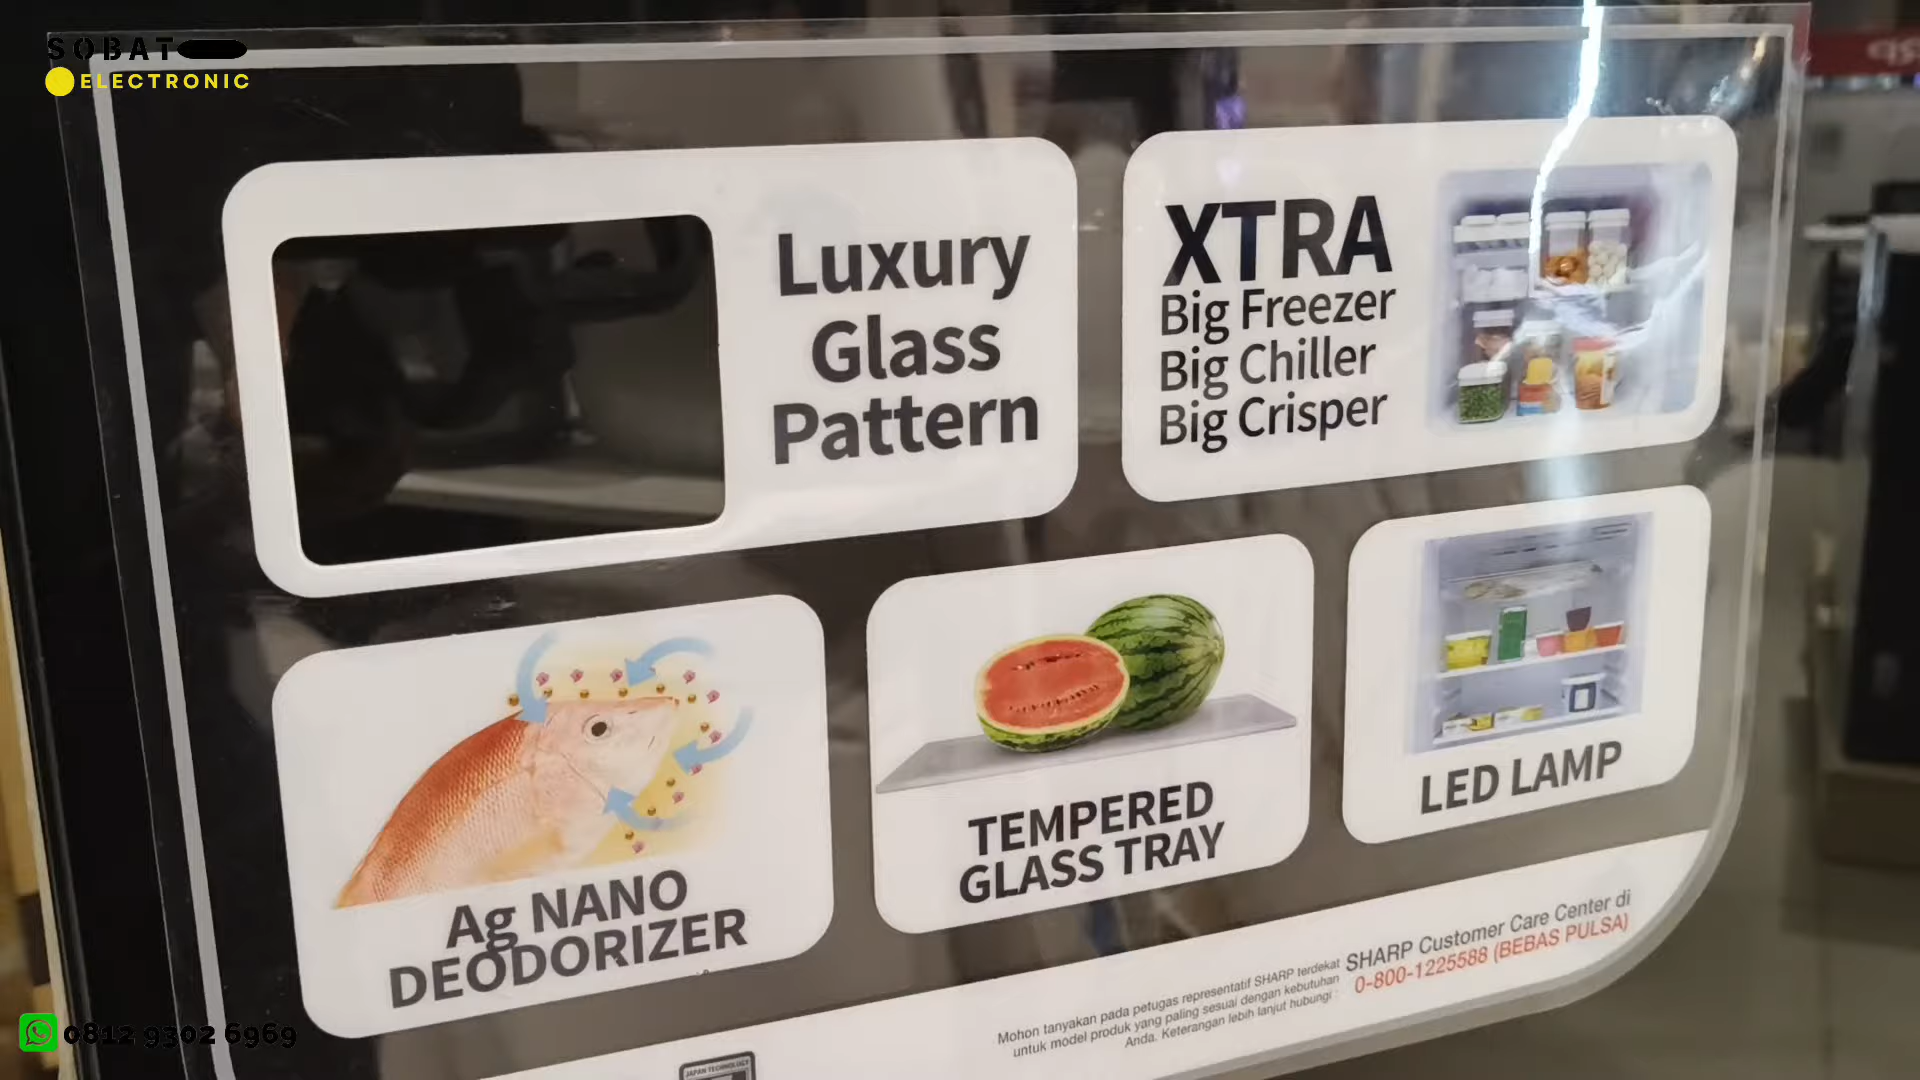 SOBAT
ELECTRONIC
Luxury
Glass
Pattern
XTRA
Big Freezer
Big Chiller
Big Crisper
Ag NANO
DEODORIZER
TEMPERED
GLASS TRAY
LED LAMP
Mohon tanyakan pada petugas representatif SHARP terdekat
untuk model produk yang paling sesuai dengan kebutuhan
Anda. Keterangan lebih lanjut hubungi :
SHARP Customer Care Center di
0-800-1225588 (BEBAS PULSA)
JAPAN TECHNOLOGY
0812 9302 6969